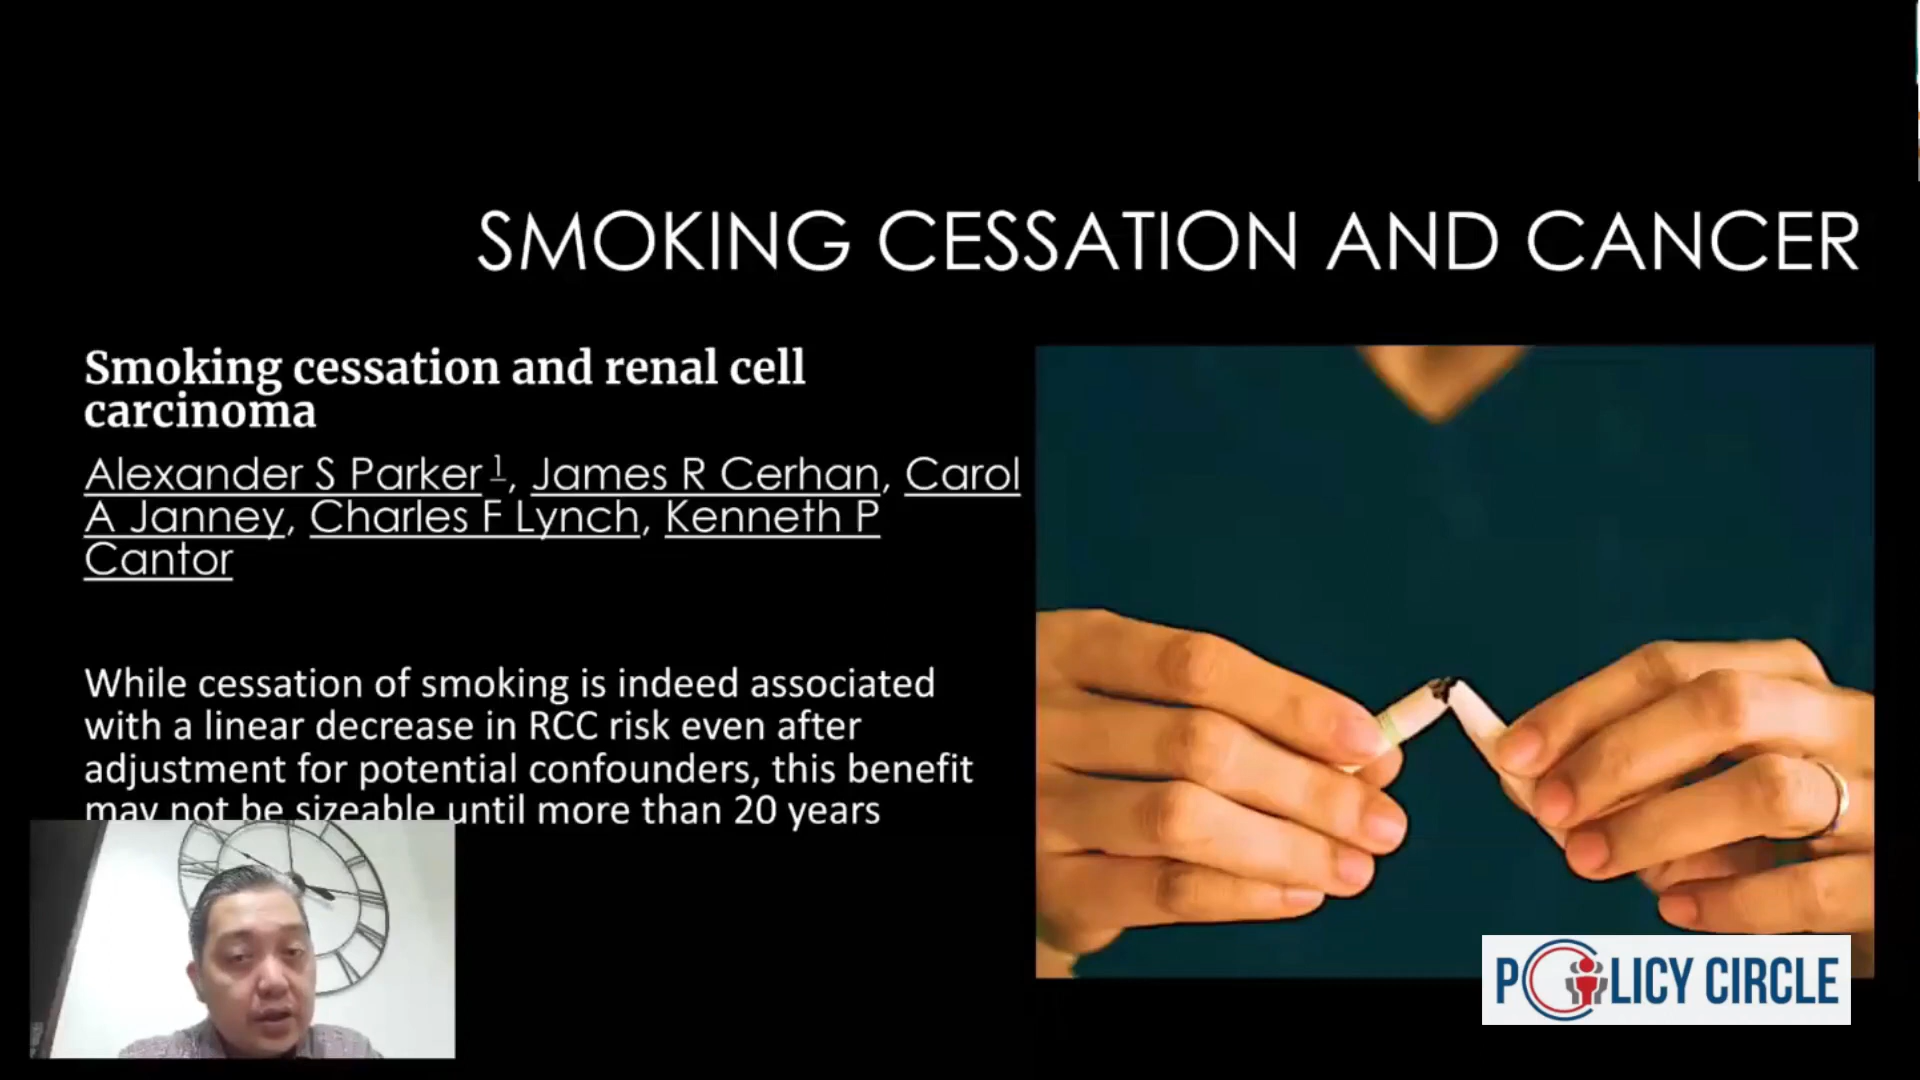 SMOKING CESSATION AND CANCER
Smoking cessation and renal cell
carcinoma
Alexander S Parker 1, James R Cerhan, Carol
A Janney, Charles F Lynch, Kenneth P
Cantor
While cessation of smoking is indeed associated
with a linear decrease in RCC risk even after
adjustment for potential confounders, this benefit
may not be sizeable until more than 20 years
POLICY CIRCLE